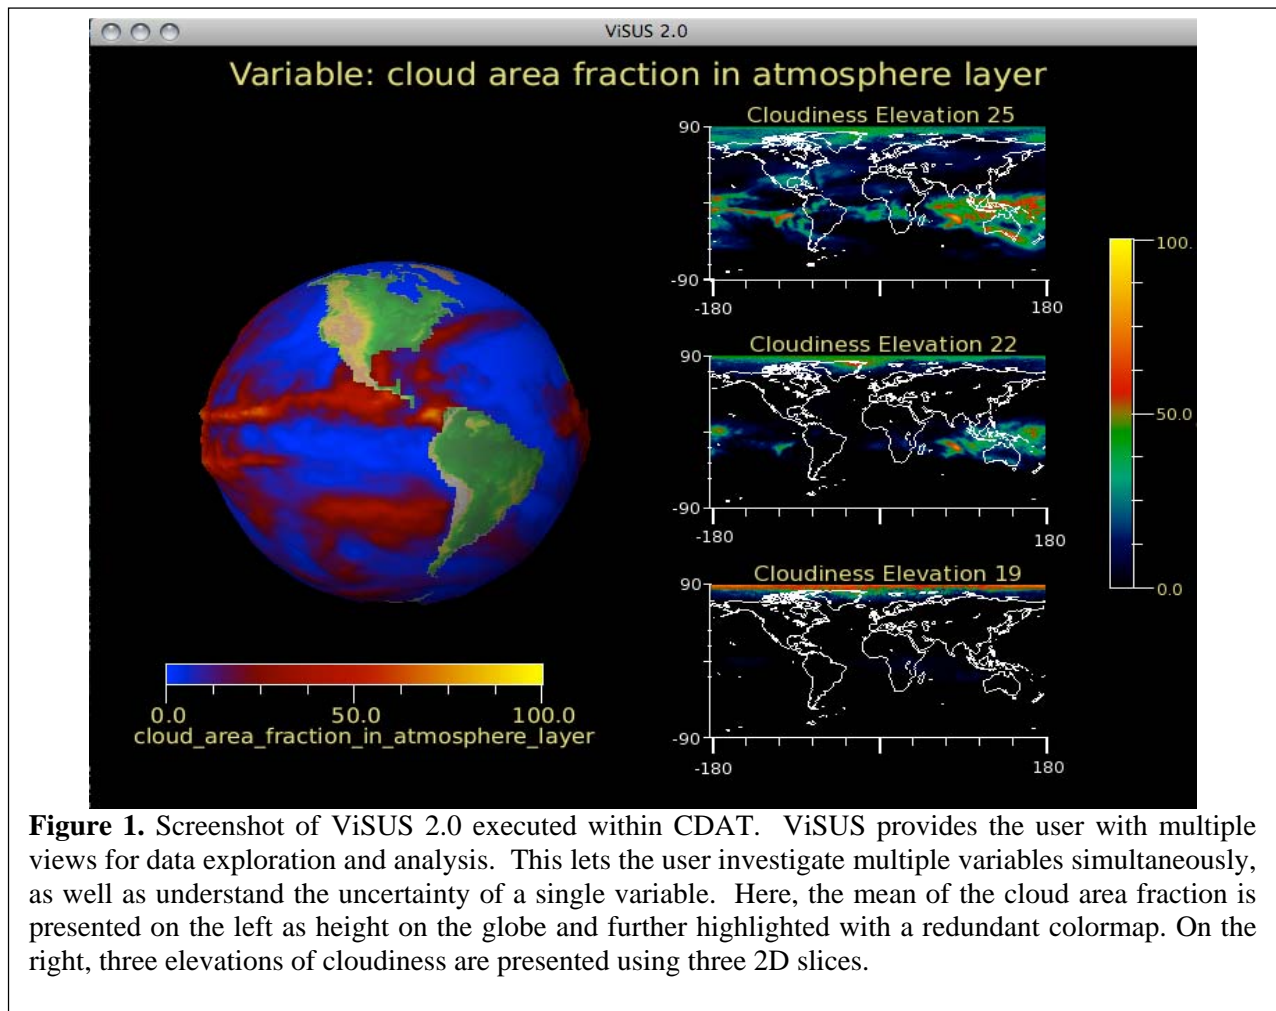 ViSUS 2.0
Variable: cloud area fraction in atmosphere layer
Cloudiness Elevation 25
90
-90
-180
180
Cloudiness Elevation 22
90
-90
-180
180
Cloudiness Elevation 19
90
-90
-180
180
100.
50.0
0.0
0.0
50.0
100.0
cloud_area_fraction_in_atmosphere_layer
Figure 1. Screenshot of ViSUS 2.0 executed within CDAT. ViSUS provides the user with multiple
views for data exploration and analysis. This lets the user investigate multiple variables simultaneously,
as well as understand the uncertainty of a single variable. Here, the mean of the cloud area fraction is
presented on the left as height on the globe and further highlighted with a redundant colormap. On the
right, three elevations of cloudiness are presented using three 2D slices.